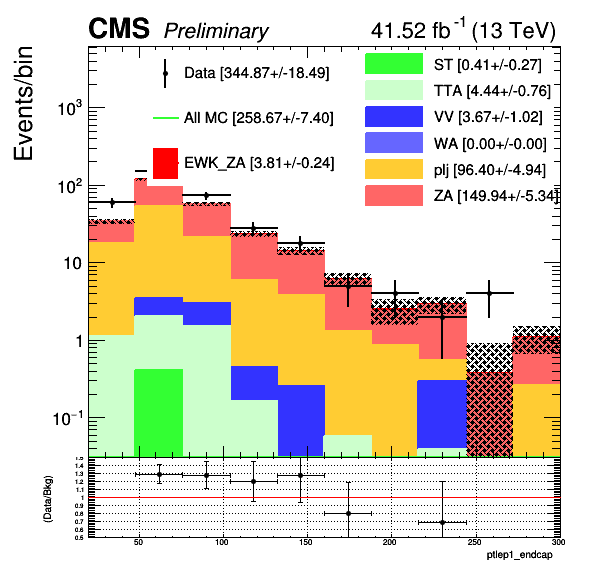 CMS Preliminary 41.52 fb⁻¹ (13 TeV)
Events/bin
Data [344.87+/-18.49]
All MC [258.67+/-7.40]
EWK_ZA [3.81+/-0.24]
ST [0.41+/-0.27]
TTA [4.44+/-0.76]
VV [3.67+/-1.02]
WA [0.00+/-0.00]
plj [96.40+/-4.94]
ZA [149.94+/-5.34]
10³
10²
10
1
10⁻¹
(Data/Bkg)
1.5
1.4
1.3
1.2
1.1
1
0.9
0.8
0.7
0.6
0.5
50 100 150 200 250 300
ptlep1_endcap